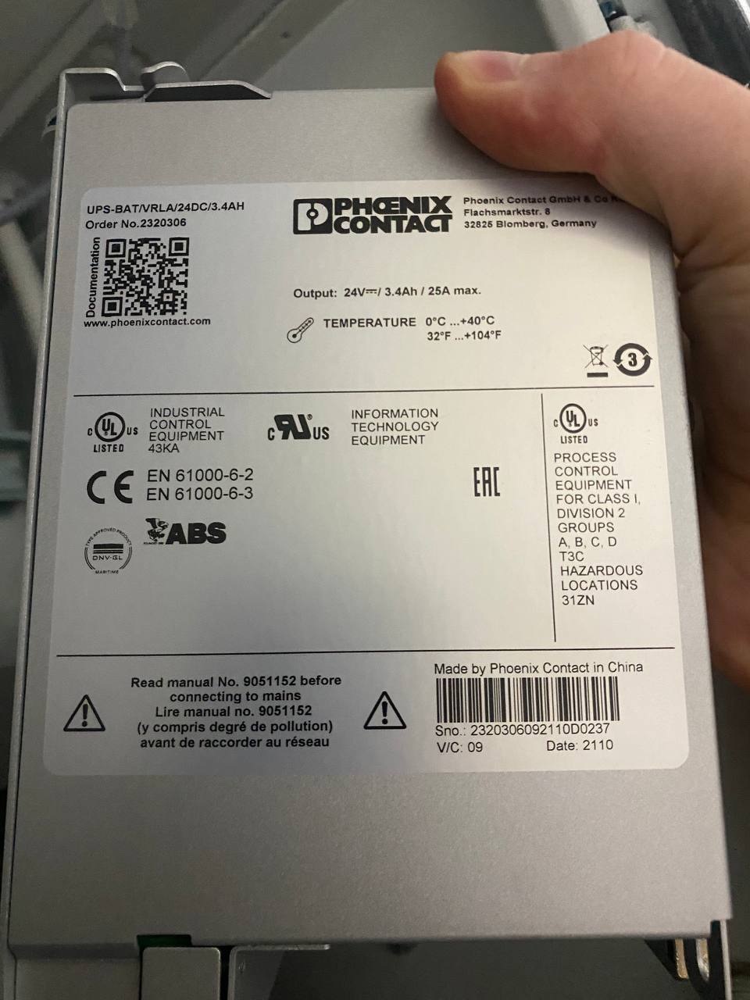 UPS-BAT/VRLA/24DC/3.4AH
Order No.2320306
Documentation
www.phoenixcontact.com
PHŒNIX
CONTACT
Phoenix Contact GmbH & Co
Flachsmarktstr. 8
32825 Blomberg, Germany
Output: 24V⎓/ 3.4Ah / 25A max.
TEMPERATURE 0°C ...+40°C
32°F ...+104°F
3
C UL US
LISTED
INDUSTRIAL
CONTROL
EQUIPMENT
43KA
C UR® US
INFORMATION
TECHNOLOGY
EQUIPMENT
C UL US
LISTED
PROCESS
CONTROL
EQUIPMENT
FOR CLASS I,
DIVISION 2
GROUPS
A, B, C, D
T3C
HAZARDOUS
LOCATIONS
31ZN
CE
EN 61000-6-2
EN 61000-6-3
EAC
TYPE APPROVED PRODUCT
DNV·GL
MARITIME
ABS
Read manual No. 9051152 before
connecting to mains
Lire manual no. 9051152
(y compris degré de pollution)
avant de raccorder au réseau
Made by Phoenix Contact in China
Sno.: 2320306092110D0237
V/C: 09 Date: 2110